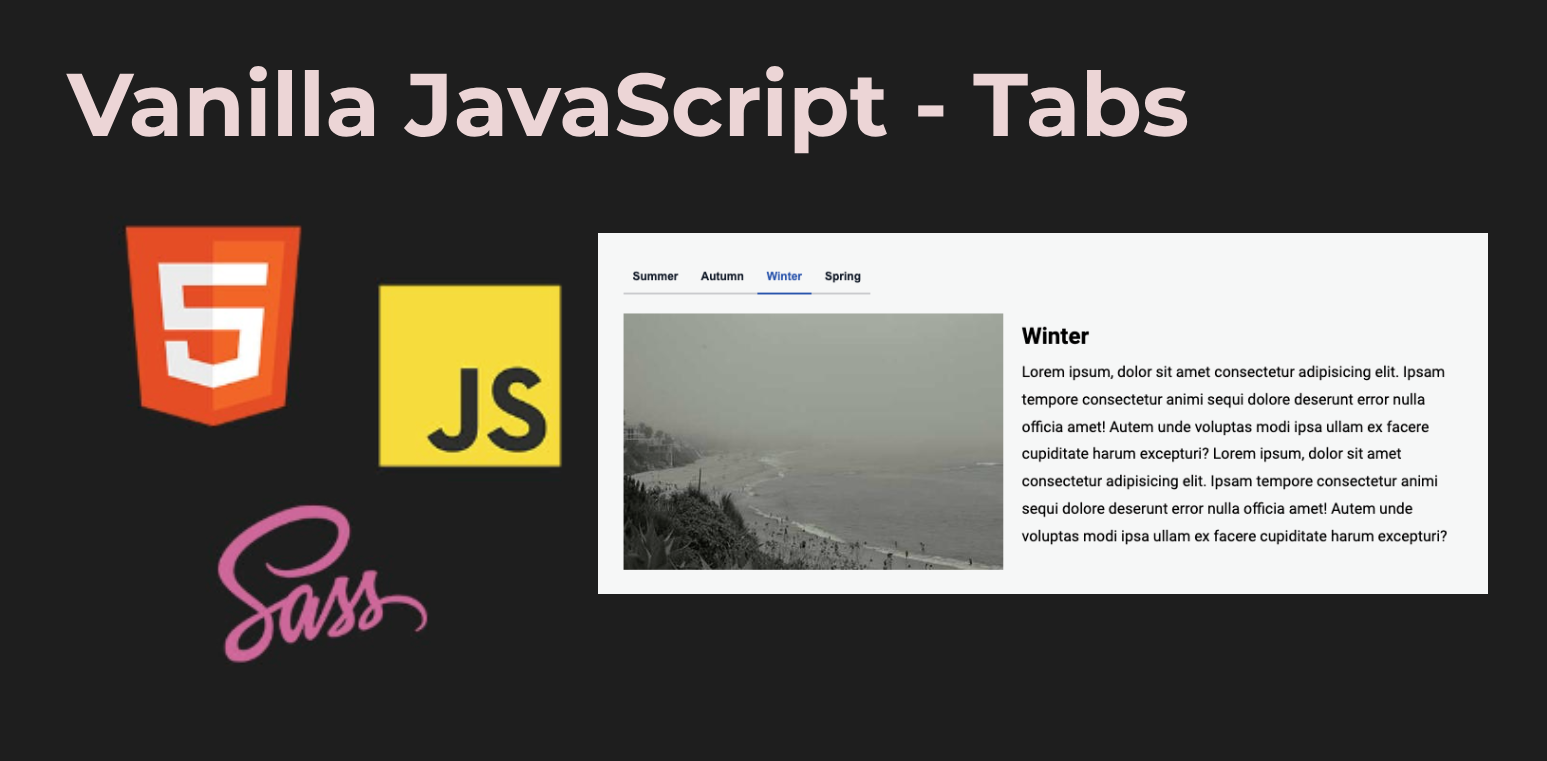 Vanilla JavaScript - Tabs
5
JS
Sass
Summer Autumn Winter Spring
Winter
Lorem ipsum, dolor sit amet consectetur adipisicing elit. Ipsam
tempore consectetur animi sequi dolore deserunt error nulla
officia amet! Autem unde voluptas modi ipsa ullam ex facere
cupiditate harum excepturi? Lorem ipsum, dolor sit amet
consectetur adipisicing elit. Ipsam tempore consectetur animi
sequi dolore deserunt error nulla officia amet! Autem unde
voluptas modi ipsa ullam ex facere cupiditate harum excepturi?